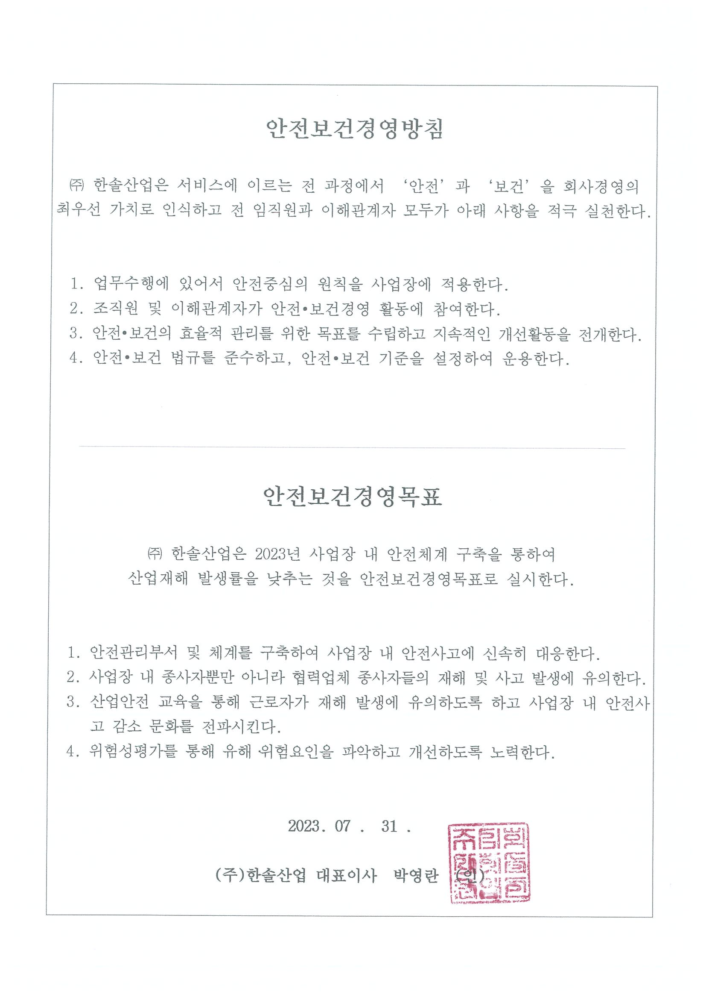 안전보건경영방침
㈜ 한솔산업은 서비스에 이르는 전 과정에서 ‘안전’ 과 ‘보건’ 을 회사경영의
최우선 가치로 인식하고 전 임직원과 이해관계자 모두가 아래 사항을 적극 실천한다.
1. 업무수행에 있어서 안전중심의 원칙을 사업장에 적용한다.
2. 조직원 및 이해관계자가 안전•보건경영 활동에 참여한다.
3. 안전•보건의 효율적 관리를 위한 목표를 수립하고 지속적인 개선활동을 전개한다.
4. 안전•보건 법규를 준수하고, 안전•보건 기준을 설정하여 운용한다.
안전보건경영목표
㈜ 한솔산업은 2023년 사업장 내 안전체계 구축을 통하여
산업재해 발생률을 낮추는 것을 안전보건경영목표로 실시한다.
1. 안전관리부서 및 체계를 구축하여 사업장 내 안전사고에 신속히 대응한다.
2. 사업장 내 종사자뿐만 아니라 협력업체 종사자들의 재해 및 사고 발생에 유의한다.
3. 산업안전 교육을 통해 근로자가 재해 발생에 유의하도록 하고 사업장 내 안전사
고 감소 문화를 전파시킨다.
4. 위험성평가를 통해 유해·위험요인을 파악하고 개선하도록 노력한다.
2023. 07 . 31 .
(주)한솔산업 대표이사 박영란 (인)